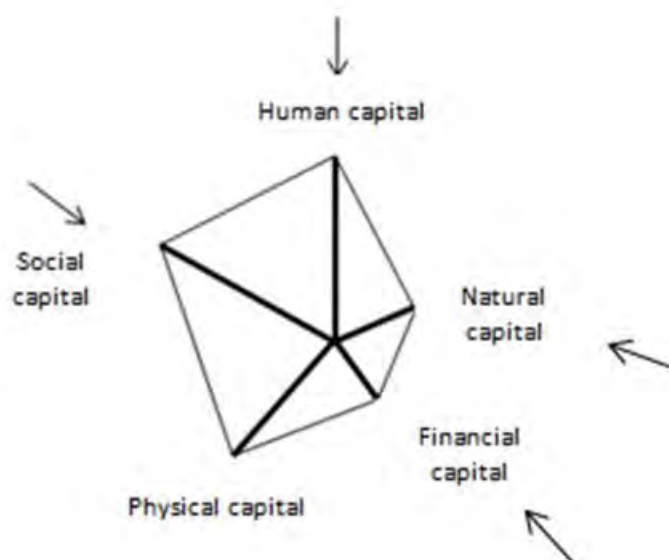 Human capital
Social
capital
Natural
capital
Financial
capital
Physical capital